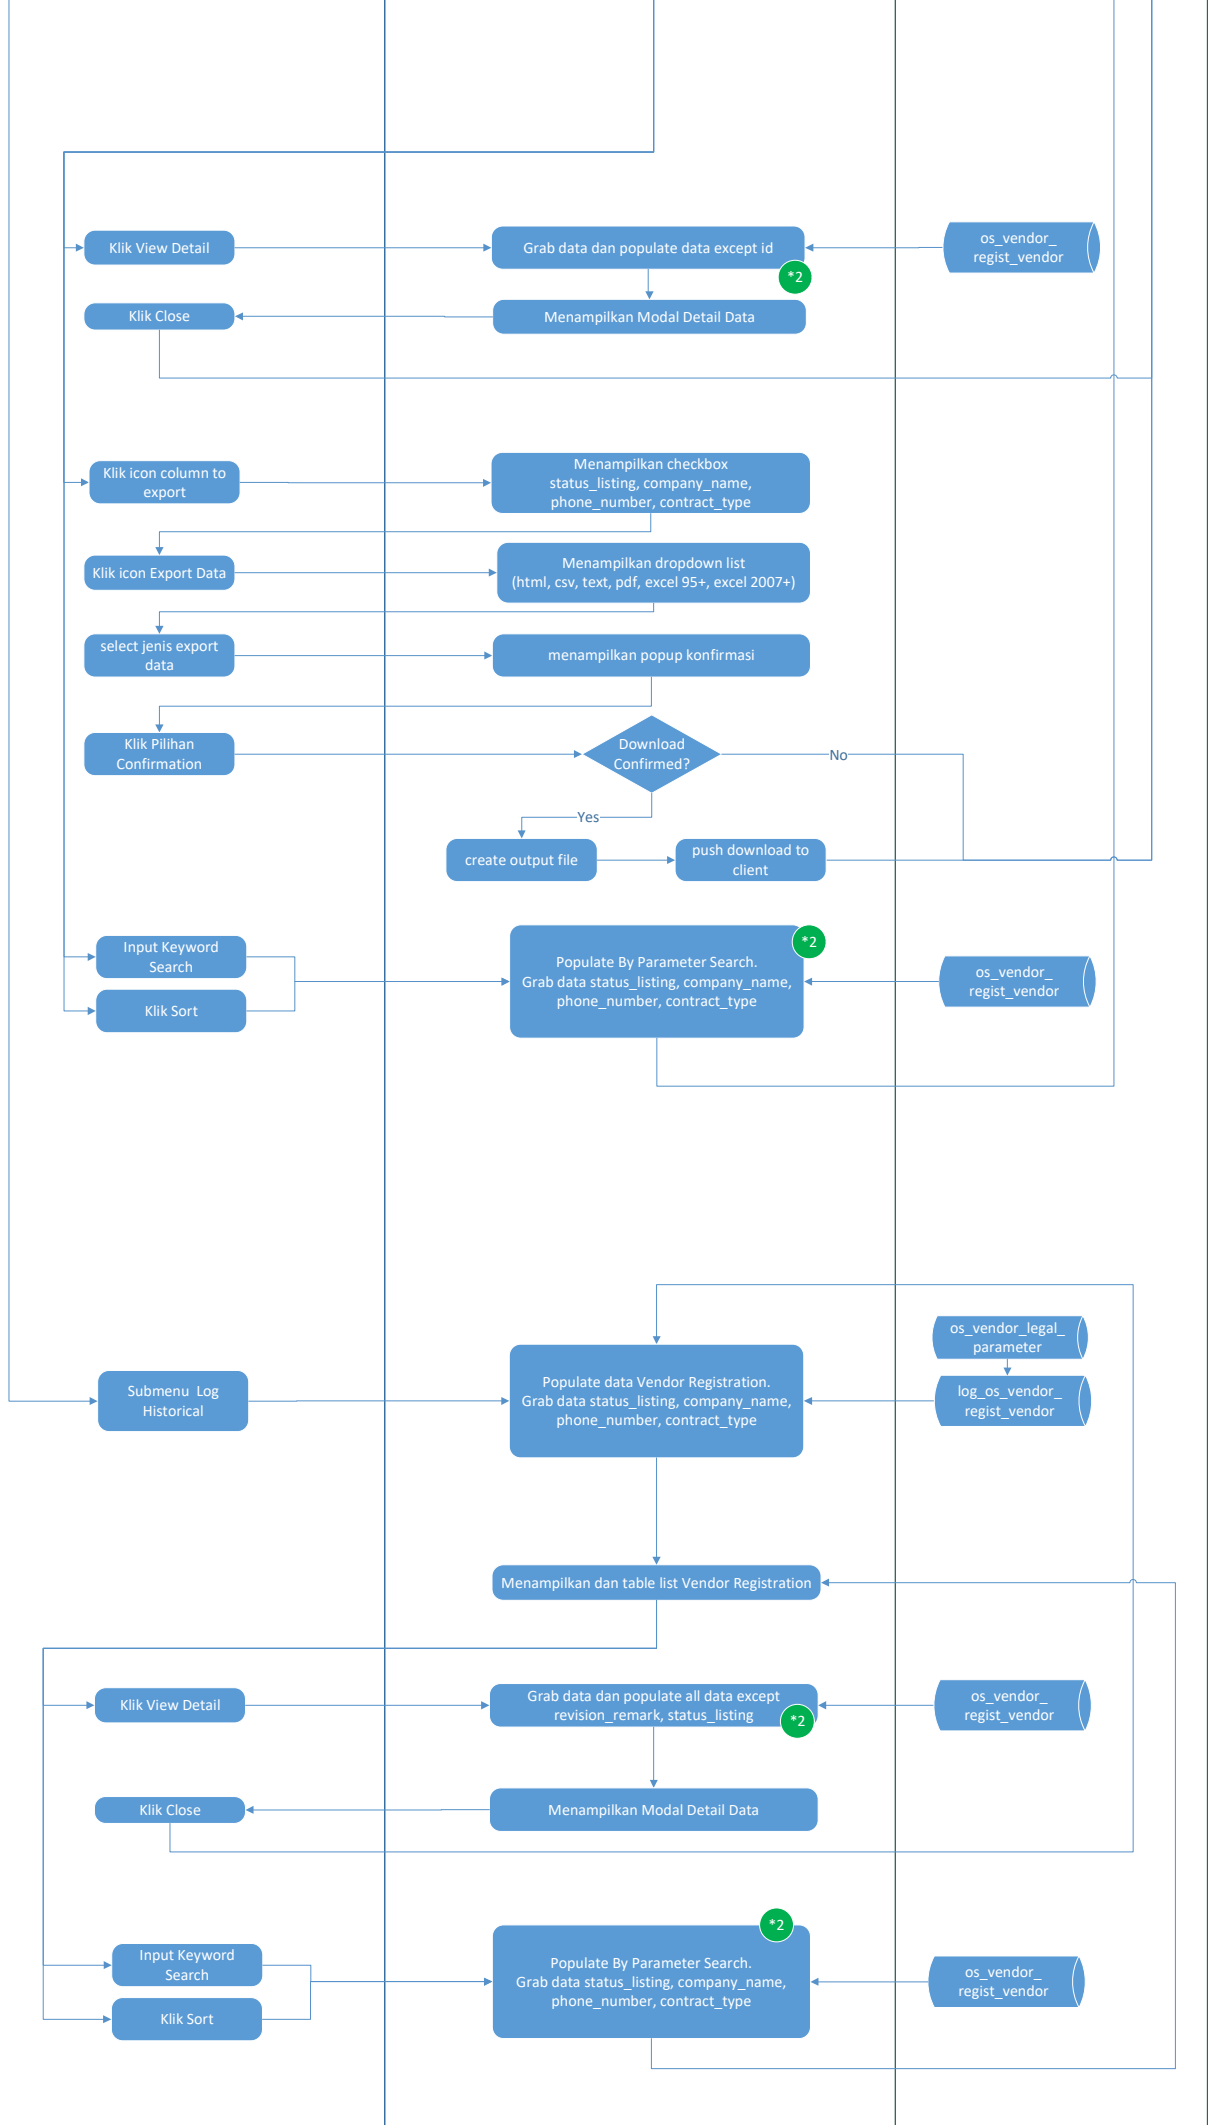 Klik View Detail
Grab data dan populate data except id
*2
os_vendor_
regist_vendor
Klik Close
Menampilkan Modal Detail Data
Klik icon column to
export
Menampilkan checkbox
status_listing, company_name,
phone_number, contract_type
Klik icon Export Data
Menampilkan dropdown list
(html, csv, text, pdf, excel 95+, excel 2007+)
select jenis export
data
menampilkan popup konfirmasi
Klik Pilihan
Confirmation
Download
Confirmed?
No
Yes
create output file
push download to
client
Input Keyword
Search
Klik Sort
*2
Populate By Parameter Search.
Grab data status_listing, company_name,
phone_number, contract_type
os_vendor_
regist_vendor
os_vendor_legal_
parameter
Submenu  Log
Historical
Populate data Vendor Registration.
Grab data status_listing, company_name,
phone_number, contract_type
log_os_vendor_
regist_vendor
Menampilkan dan table list Vendor Registration
Klik View Detail
Grab data dan populate all data except
revision_remark, status_listing
*2
os_vendor_
regist_vendor
Klik Close
Menampilkan Modal Detail Data
Input Keyword
Search
Klik Sort
*2
Populate By Parameter Search.
Grab data status_listing, company_name,
phone_number, contract_type
os_vendor_
regist_vendor